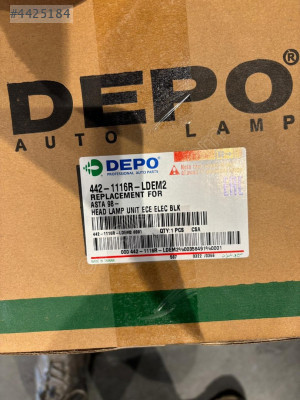 #4425184
DEPO®
AUTO LAMP
DEPO®
PROFESSIONAL AUTO PARTS
442-1116R-LDEM2
REPLACEMENT FOR
ASTA 98-
HEAD LAMP UNIT ECE ELEC BLK
QTY:1 PCS